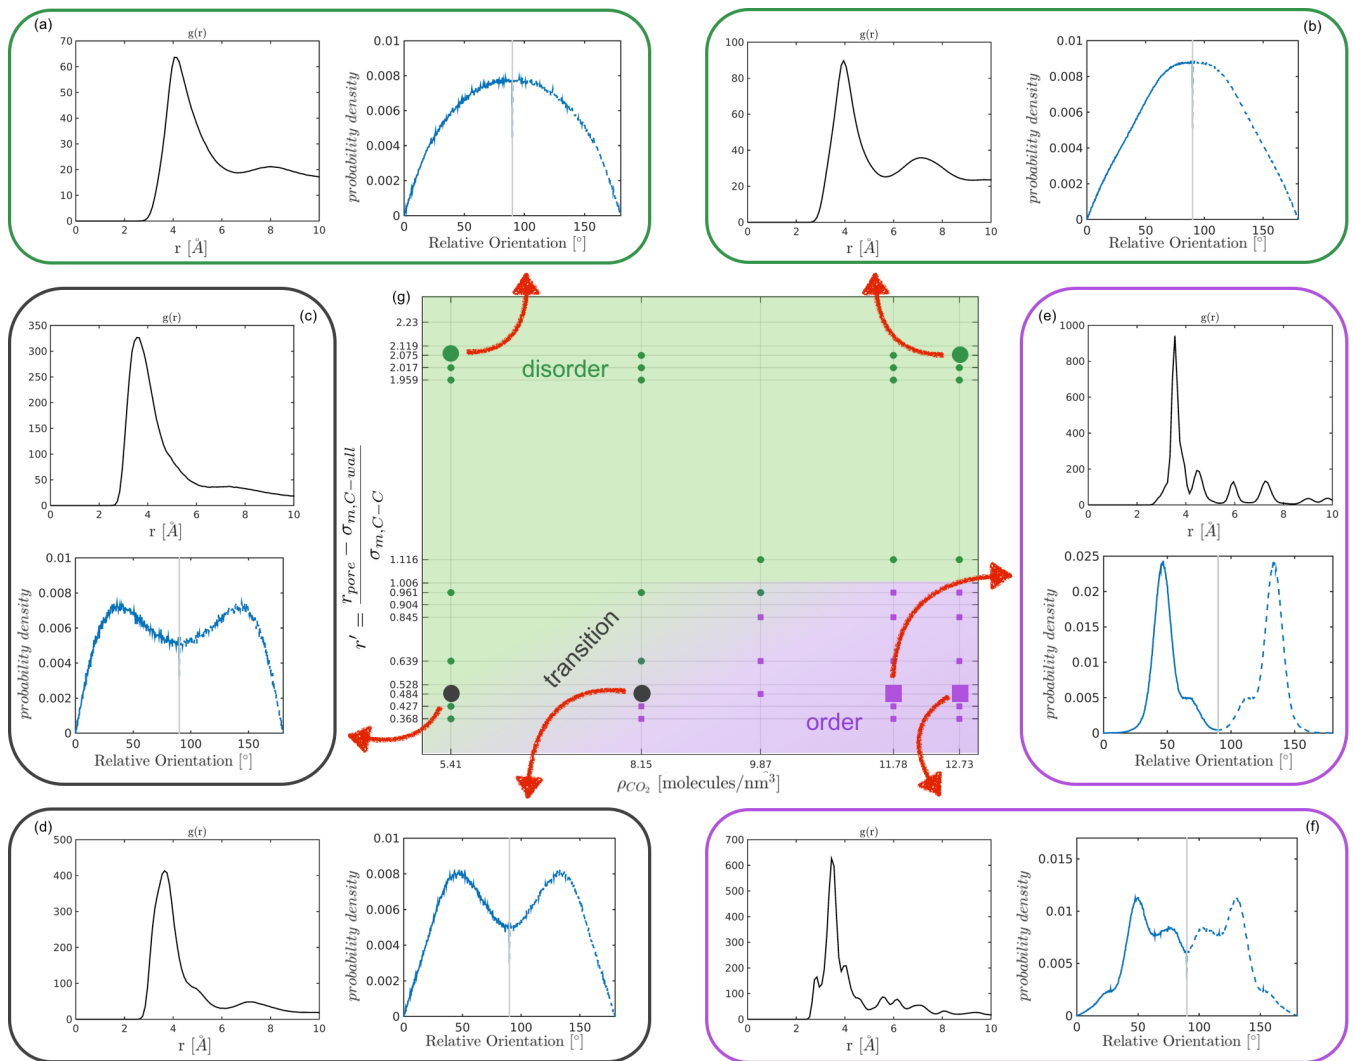 (a)
g(r)
70
60
50
40
30
20
10
0
0 2 4 6 8 10
r [Å]
probability density
0.01
0.008
0.006
0.004
0.002
0
0 50 100 150
Relative Orientation [°]
(b)
g(r)
100
80
60
40
20
0
0 2 4 6 8 10
r [Å]
probability density
0.01
0.008
0.006
0.004
0.002
0
0 50 100 150
Relative Orientation [°]
(c)
g(r)
350
300
250
200
150
100
50
0
0 2 4 6 8 10
r [Å]
probability density
0.01
0.008
0.006
0.004
0.002
0
0 50 100 150
Relative Orientation [°]
(g)
r' = (r_pore − σ_m,C−wall) / σ_m,C−C
2.23
2.119
2.075
2.017
1.959
1.116
1.006
0.961
0.904
0.845
0.639
0.528
0.484
0.427
0.368
disorder
transition
order
5.41 8.15 9.87 11.78 12.73
ρ_CO₂ [molecules/nm³]
(e)
g(r)
1000
800
600
400
200
0
0 2 4 6 8 10
r [Å]
probability density
0.025
0.02
0.015
0.01
0.005
0
0 50 100 150
Relative Orientation [°]
(d)
g(r)
500
400
300
200
100
0
0 2 4 6 8 10
r [Å]
probability density
0.01
0.008
0.006
0.004
0.002
0
0 50 100 150
Relative Orientation [°]
(f)
g(r)
700
600
500
400
300
200
100
0
0 2 4 6 8 10
r [Å]
probability density
0.015
0.01
0.005
0
0 50 100 150
Relative Orientation [°]